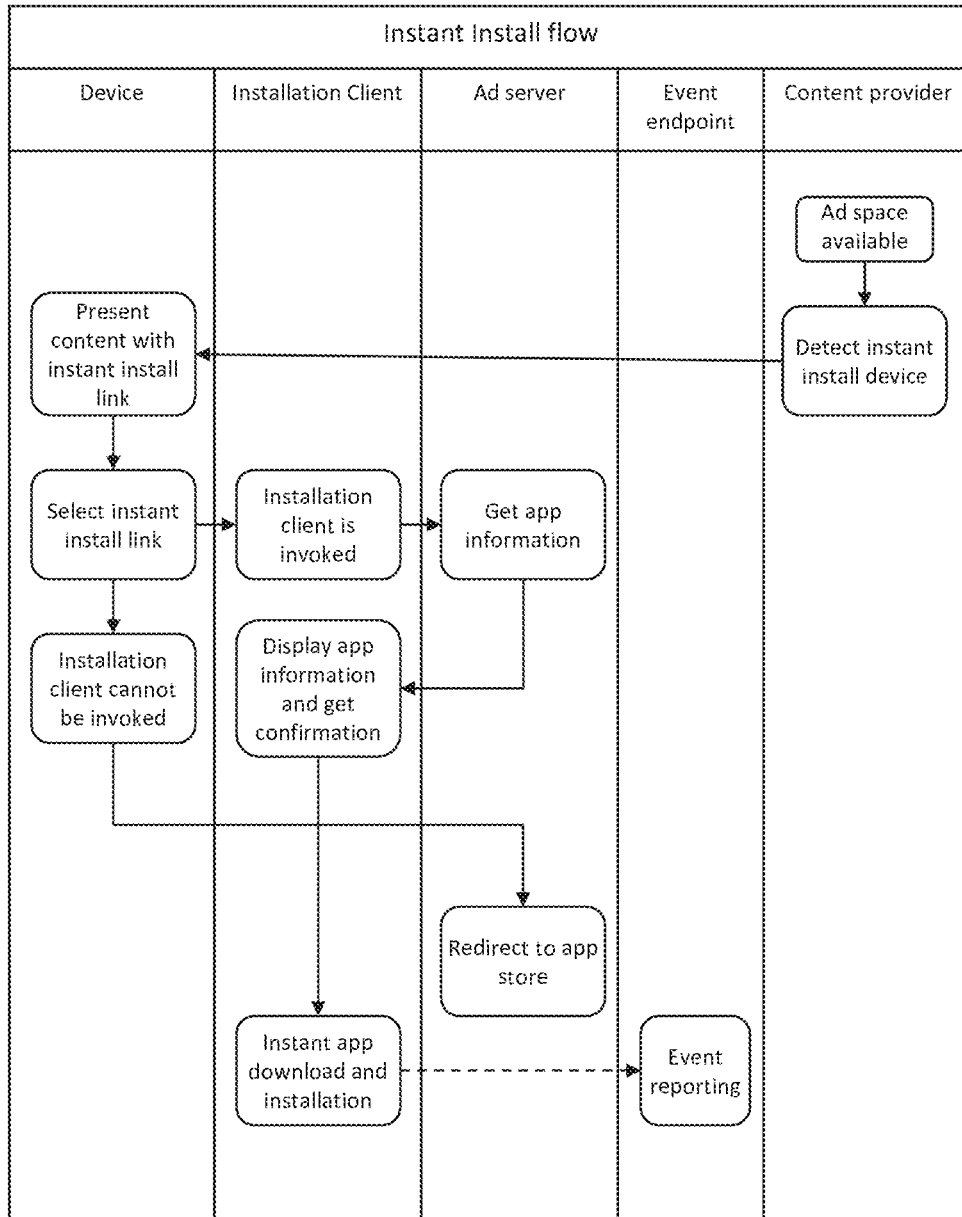 Instant Install flow
Device
Installation Client
Ad server
Event
endpoint
Content provider
Ad space
available
Present
content with
instant install
link
Detect instant
install device
Select instant
install link
Installation
client is
invoked
Get app
information
Installation
client cannot
be invoked
Display app
information
and get
confirmation
Redirect to app
store
Instant app
download and
installation
Event
reporting